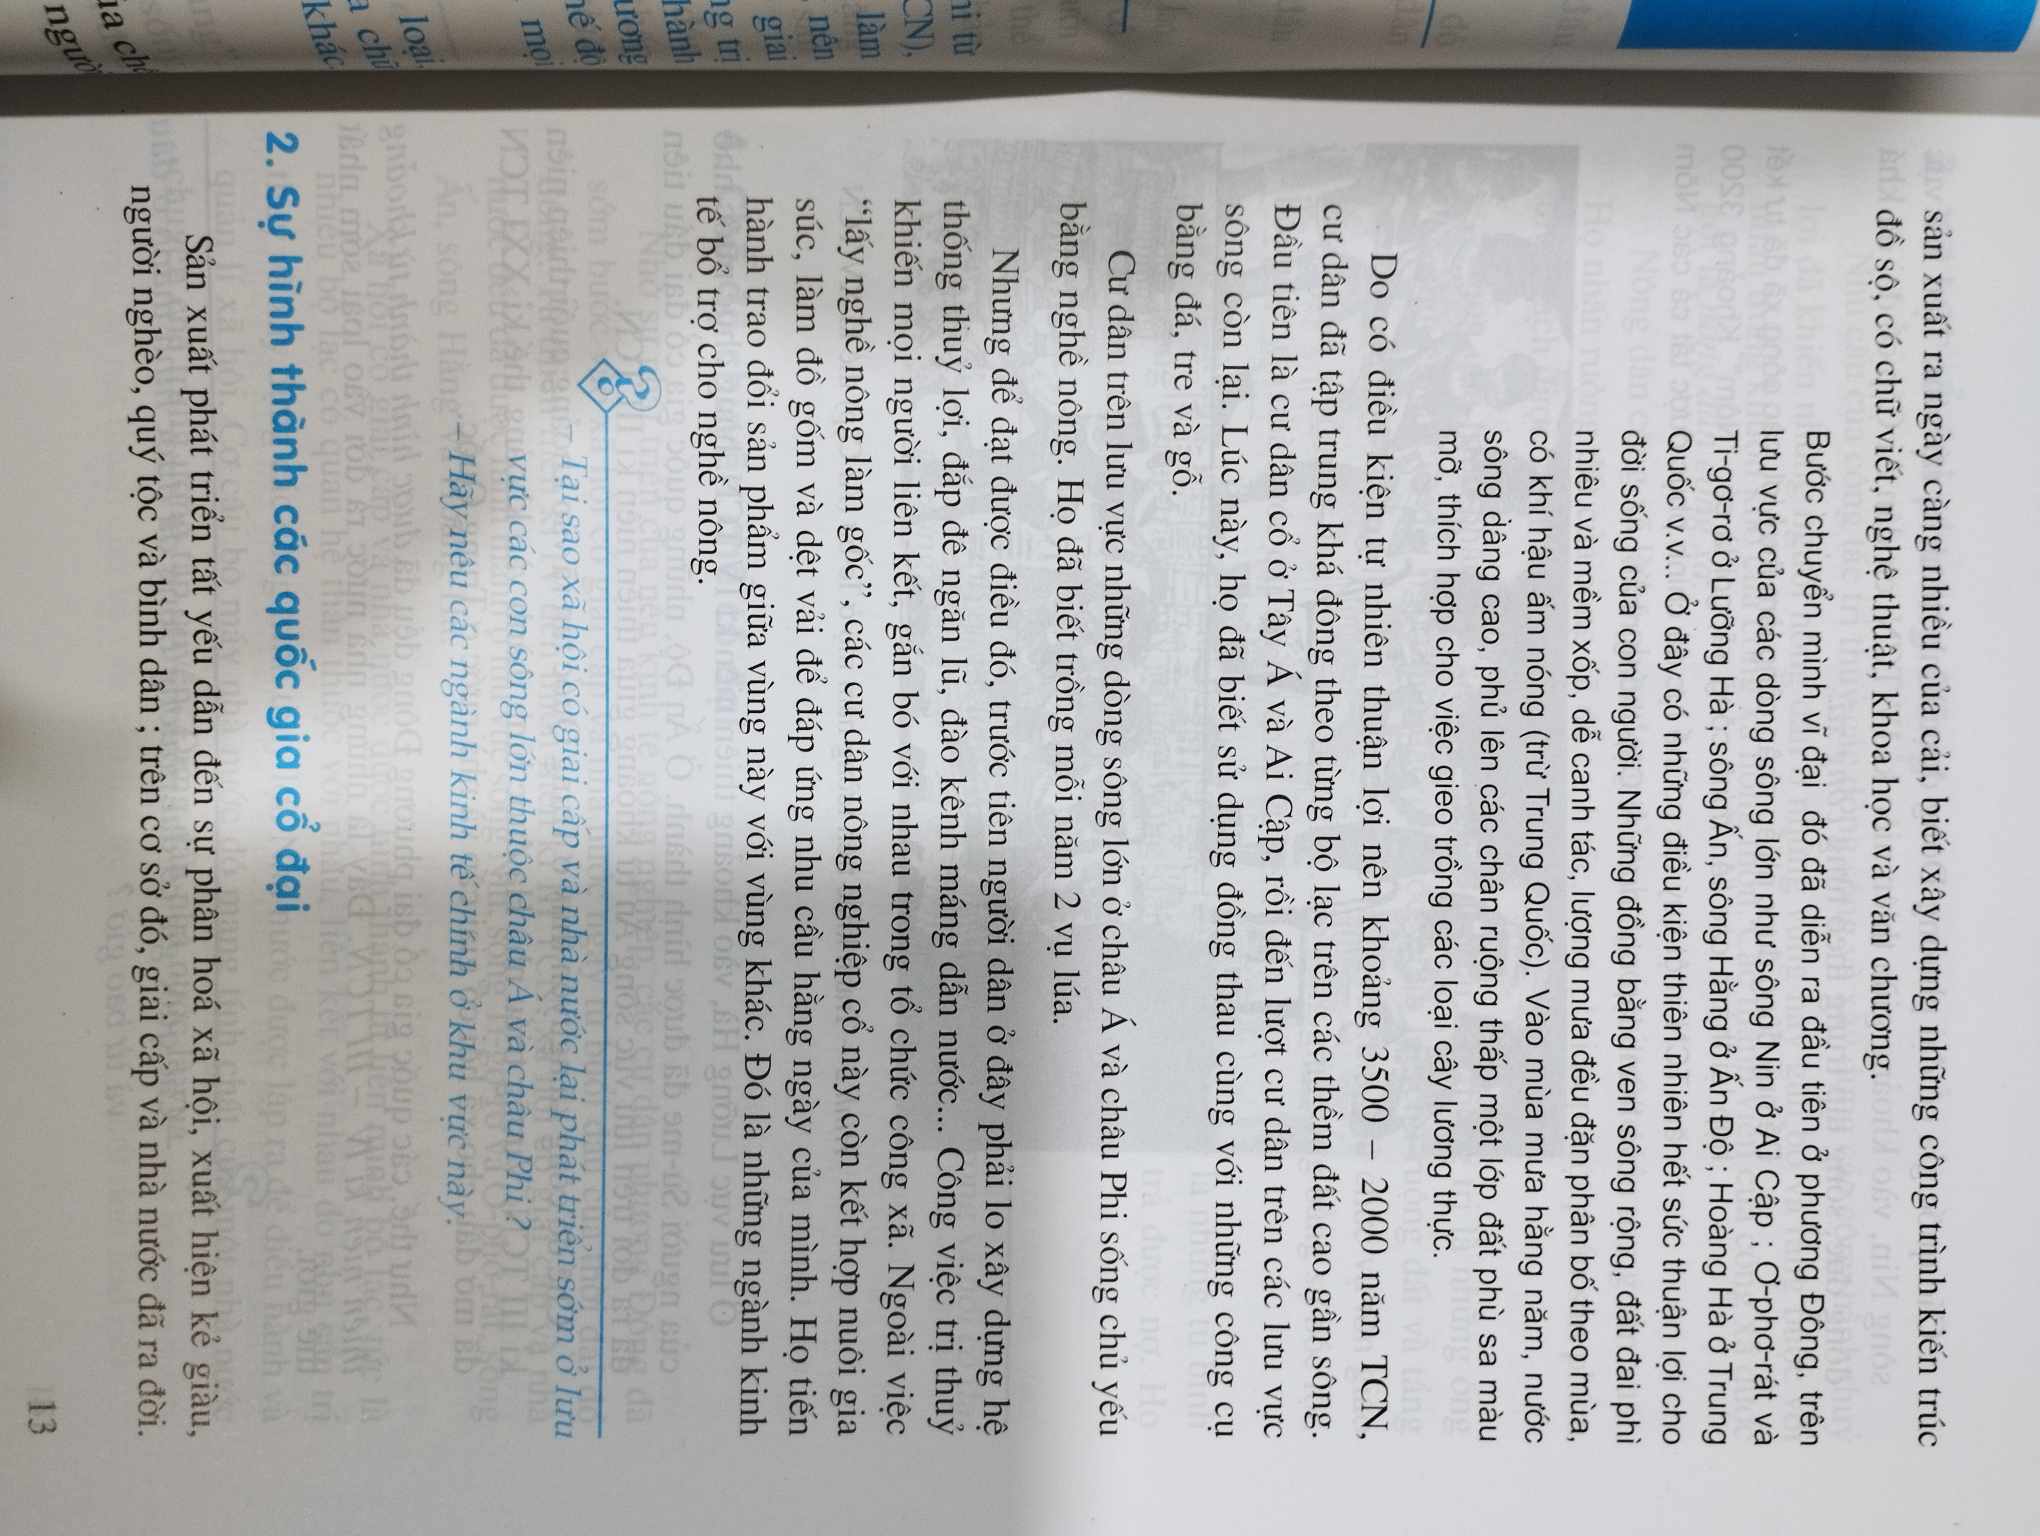 sản xuất ra ngày càng nhiều của cải, biết xây dựng những công trình kiến trúc
đồ sộ, có chữ viết, nghệ thuật, khoa học và văn chương.
Bước chuyển mình vĩ đại đó đã diễn ra đầu tiên ở phương Đông, trên
lưu vực của các dòng sông lớn như sông Nin ở Ai Cập ; Ơ-phơ-rát và
Ti-gơ-rơ ở Lưỡng Hà ; sông Ấn, sông Hằng ở Ấn Độ ; Hoàng Hà ở Trung
Quốc v.v... Ở đây có những điều kiện thiên nhiên hết sức thuận lợi cho
đời sống của con người. Những đồng bằng ven sông rộng, đất đai phì
nhiêu và mềm xốp, dễ canh tác, lượng mưa đều đặn phân bố theo mùa,
có khí hậu ấm nóng (trừ Trung Quốc). Vào mùa mưa hằng năm, nước
sông dâng cao, phủ lên các chân ruộng thấp một lớp đất phù sa màu
mỡ, thích hợp cho việc gieo trồng các loại cây lương thực.
Do có điều kiện tự nhiên thuận lợi nên khoảng 3500 – 2000 năm TCN,
cư dân đã tập trung khá đông theo từng bộ lạc trên các thềm đất cao gần sông.
Đầu tiên là cư dân cổ ở Tây Á và Ai Cập, rồi đến lượt cư dân trên các lưu vực
sông còn lại. Lúc này, họ đã biết sử dụng đồng thau cùng với những công cụ
bằng đá, tre và gỗ.
Cư dân trên lưu vực những dòng sông lớn ở châu Á và châu Phi sống chủ yếu
bằng nghề nông. Họ đã biết trồng mỗi năm 2 vụ lúa.
Nhưng để đạt được điều đó, trước tiên người dân ở đây phải lo xây dựng hệ
thống thuỷ lợi, đắp đê ngăn lũ, đào kênh máng dẫn nước... Công việc trị thuỷ
khiến mọi người liên kết, gắn bó với nhau trong tổ chức công xã. Ngoài việc
“lấy nghề nông làm gốc”, các cư dân nông nghiệp cổ này còn kết hợp nuôi gia
súc, làm đồ gốm và dệt vải để đáp ứng nhu cầu hằng ngày của mình. Họ tiến
hành trao đổi sản phẩm giữa vùng này với vùng khác. Đó là những ngành kinh
tế bổ trợ cho nghề nông.
– Tại sao xã hội có giai cấp và nhà nước lại phát triển sớm ở lưu
vực các con sông lớn thuộc châu Á và châu Phi ?
– Hãy nêu các ngành kinh tế chính ở khu vực này.
2. Sự hình thành các quốc gia cổ đại
Sản xuất phát triển tất yếu dẫn đến sự phân hoá xã hội, xuất hiện kẻ giàu,
người nghèo, quý tộc và bình dân ; trên cơ sở đó, giai cấp và nhà nước đã ra đời.
13